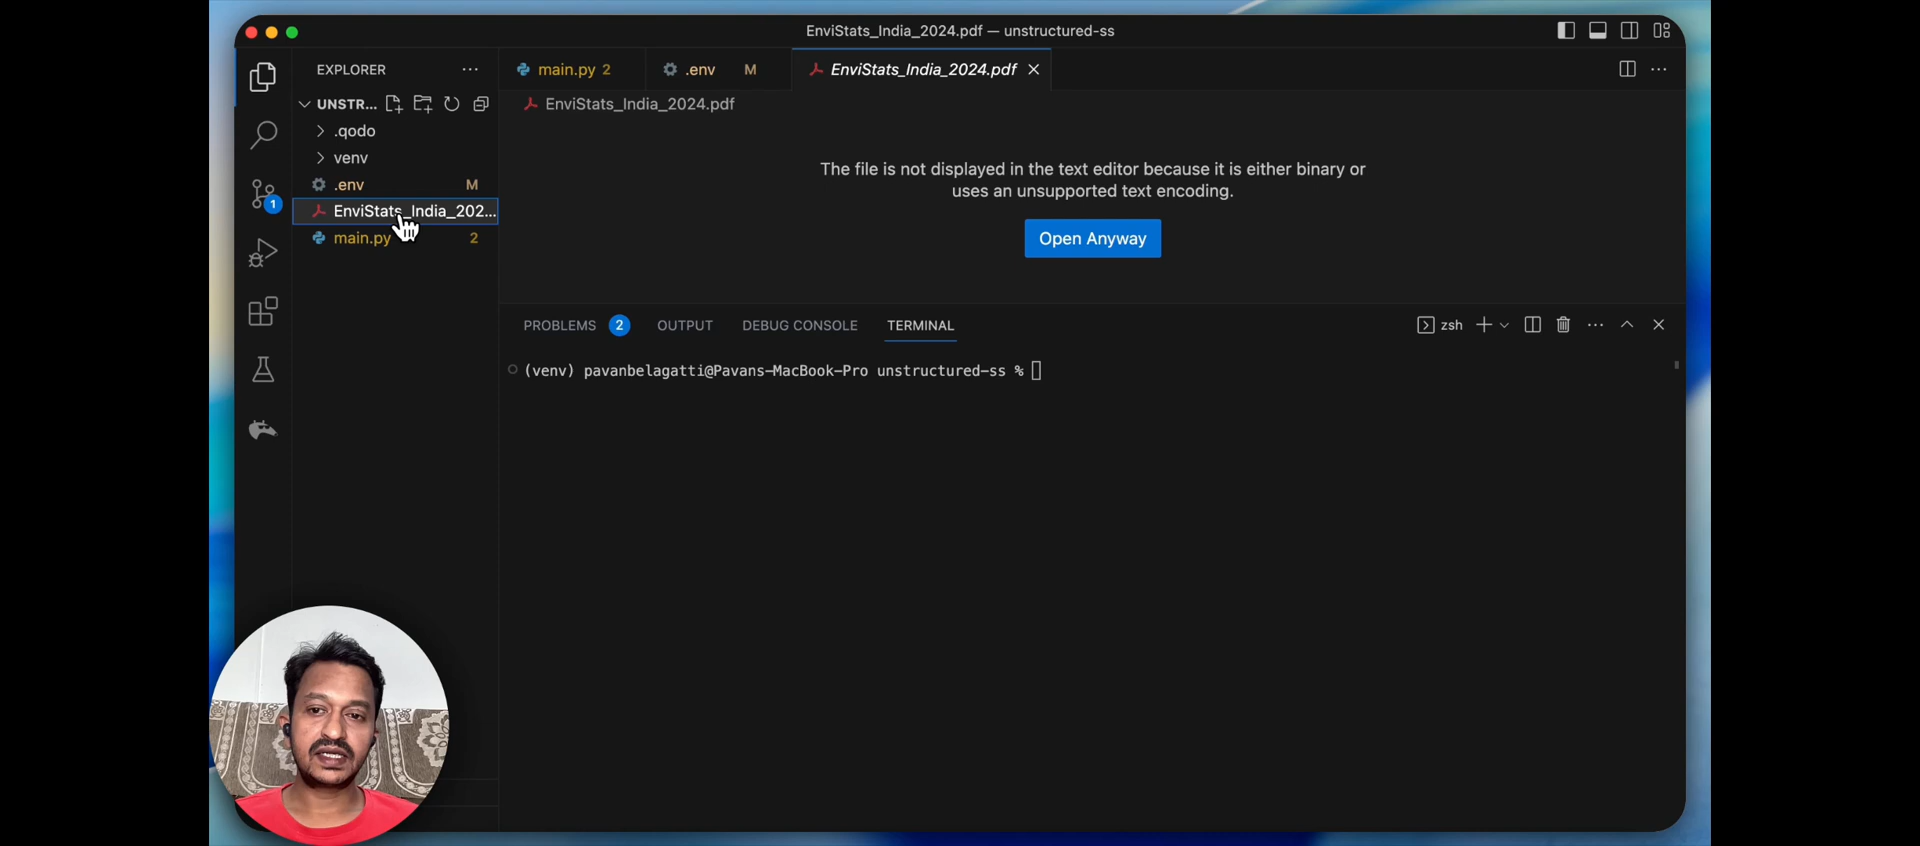 EnviStats_India_2024.pdf — unstructured-ss
EXPLORER
UNSTR...
.qodo
venv
.env M
EnviStats_India_202...
main.py 2
main.py 2
.env M
EnviStats_India_2024.pdf
EnviStats_India_2024.pdf
The file is not displayed in the text editor because it is either binary or
uses an unsupported text encoding.
Open Anyway
1
PROBLEMS 2 OUTPUT DEBUG CONSOLE TERMINAL
zsh
(venv) pavanbelagatti@Pavans-MacBook-Pro unstructured-ss %